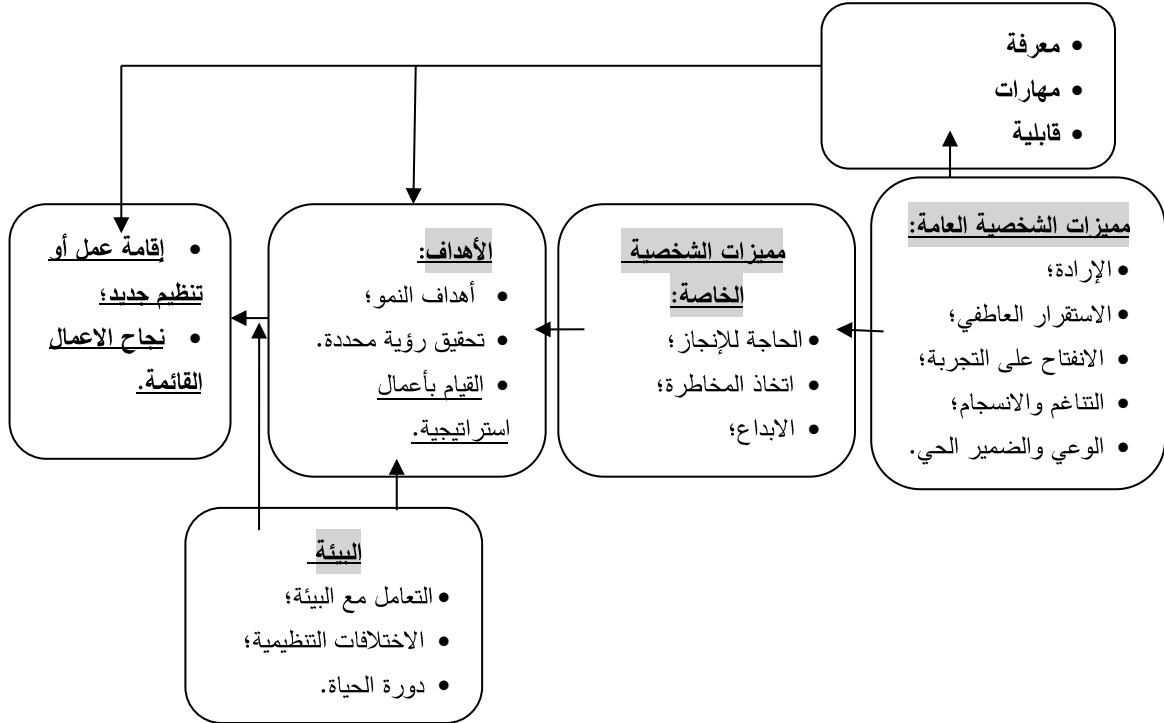 • معرفة
• مهارات
• قابلية
مميزات الشخصية العامة:
• الإرادة؛
• الاستقرار العاطفي؛
• الانفتاح على التجربة؛
• التناغم والانسجام؛
• الوعي والضمير الحي.
مميزات الشخصية
الخاصة:
• الحاجة للإنجاز؛
• اتخاذ المخاطرة؛
• الابداع؛
الأهداف:
• أهداف النمو؛
• تحقيق رؤية محددة.
• القيام بأعمال
استراتيجية.
• إقامة عمل أو
تنظيم جديد؛
• نجاح الاعمال
القائمة.
البيئة
• التعامل مع البيئة؛
• الاختلافات التنظيمية؛
• دورة الحياة.